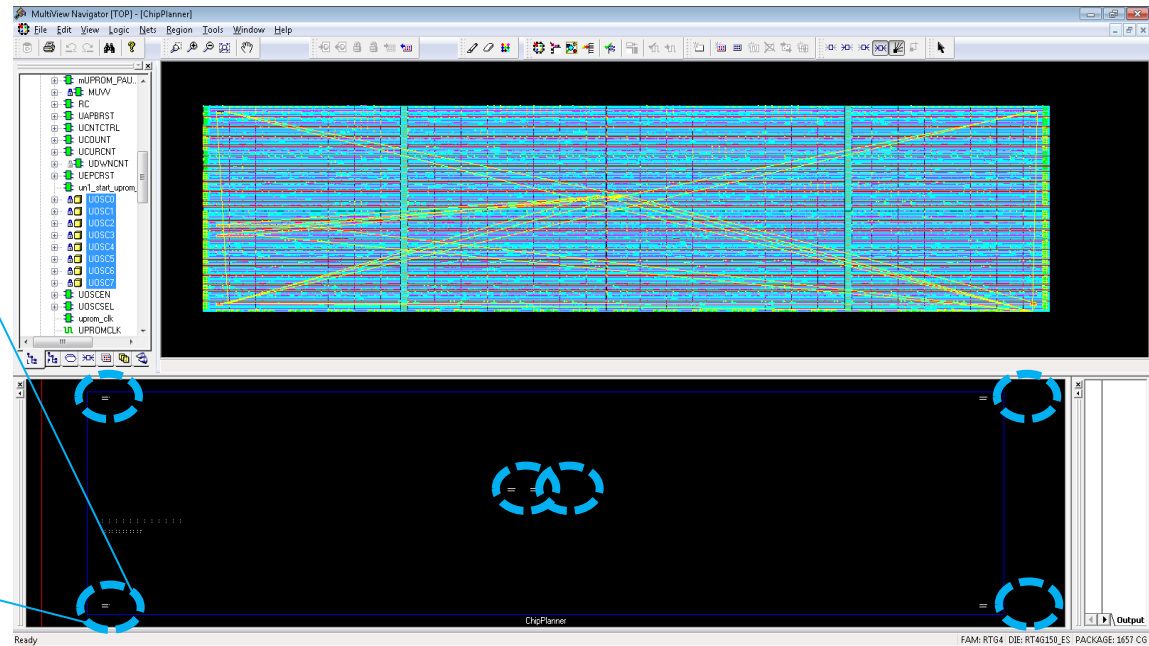 MultiView Navigator [TOP] - [ChipPlanner]
File Edit View Logic Nets Region Tools Window Help
mUPROM_PAU..
MUVV
RC
UAPBRST
UCNTCTRL
UCOUNT
UCURCNT
UDWNCNT
UEPCRST
un1_start_uprom_
UOSC0
UOSC1
UOSC2
UOSC3
UOSC4
UOSC5
UOSC6
UOSC7
UOSCEN
UOSCSEL
uprom_clk
UPROMCLK
ChipPlanner
Output
Ready
FAM: RTG4 DIE: RT4G150_ES PACKAGE: 1657 CG